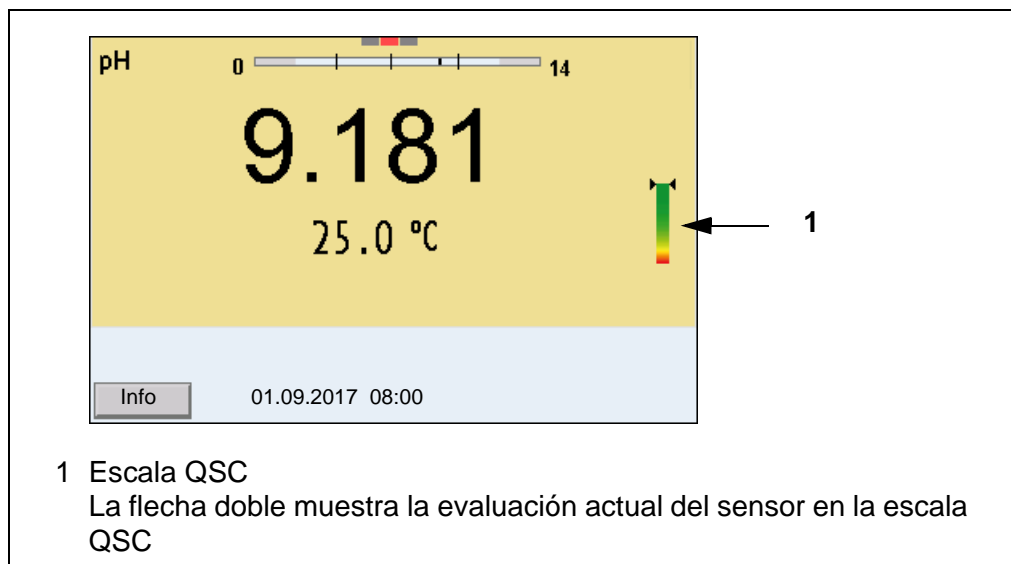 pH
0
14
9.181
25.0 °C
1
Info
01.09.2017 08:00
1 Escala QSC
La flecha doble muestra la evaluación actual del sensor en la escala
QSC